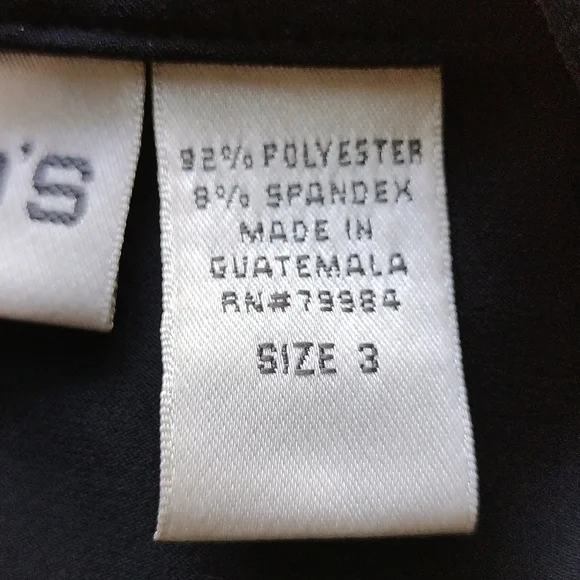 'S
92% POLYESTER
8% SPANDEX
MADE IN
GUATEMALA
RN#79984
SIZE 3